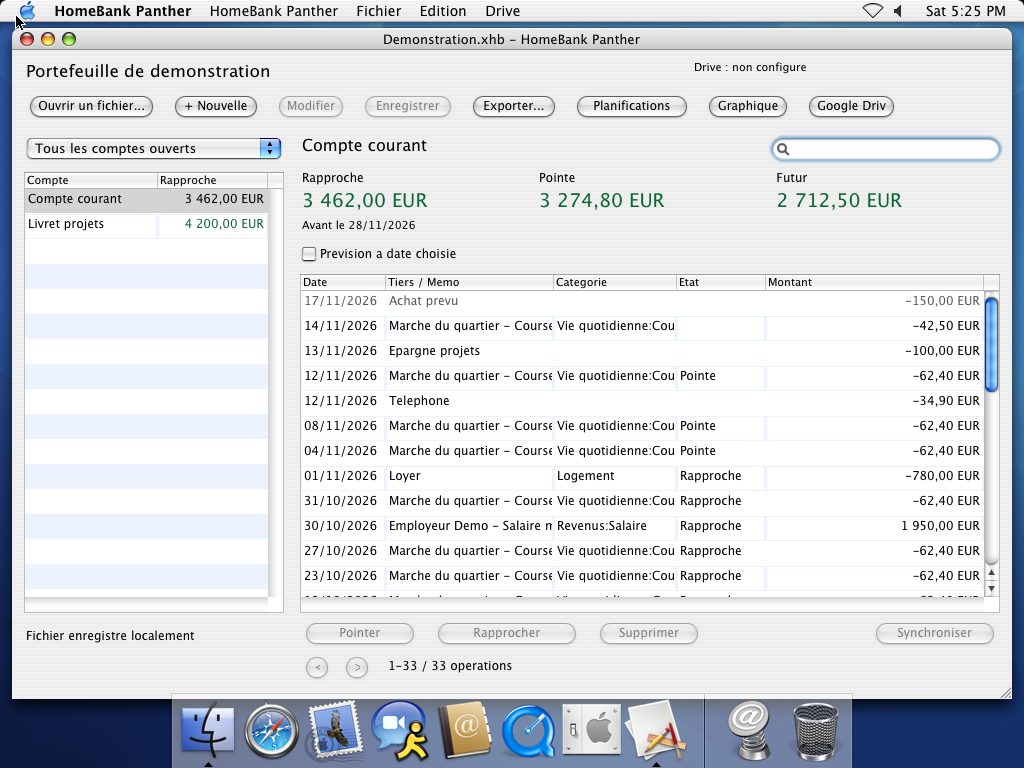 HomeBank Panther HomeBank Panther Fichier Edition Drive Sat 5:25 PM
Demonstration.xhb – HomeBank Panther
Portefeuille de demonstration
Drive : non configure
Ouvrir un fichier... + Nouvelle Modifier Enregistrer Exporter... Planifications Graphique Google Driv
Tous les comptes ouverts
Compte Rapproche
Compte courant 3 462,00 EUR
Livret projets 4 200,00 EUR
Compte courant
Rapproche Pointe Futur
3 462,00 EUR 3 274,80 EUR 2 712,50 EUR
Avant le 28/11/2026
Prevision a date choisie
Date Tiers / Memo Categorie Etat Montant
17/11/2026 Achat prevu −150,00 EUR
14/11/2026 Marche du quartier – Course Vie quotidienne:Cou −42,50 EUR
13/11/2026 Epargne projets −100,00 EUR
12/11/2026 Marche du quartier – Course Vie quotidienne:Cou Pointe −62,40 EUR
12/11/2026 Telephone −34,90 EUR
08/11/2026 Marche du quartier – Course Vie quotidienne:Cou Pointe −62,40 EUR
04/11/2026 Marche du quartier – Course Vie quotidienne:Cou Pointe −62,40 EUR
01/11/2026 Loyer Logement Rapproche −780,00 EUR
31/10/2026 Marche du quartier – Course Vie quotidienne:Cou Rapproche −62,40 EUR
30/10/2026 Employeur Demo – Salaire m Revenus:Salaire Rapproche 1 950,00 EUR
27/10/2026 Marche du quartier – Course Vie quotidienne:Cou Rapproche −62,40 EUR
23/10/2026 Marche du quartier – Course Vie quotidienne:Cou Rapproche −62,40 EUR
Fichier enregistre localement
Pointer Rapprocher Supprimer Synchroniser
< > 1–33 / 33 operations